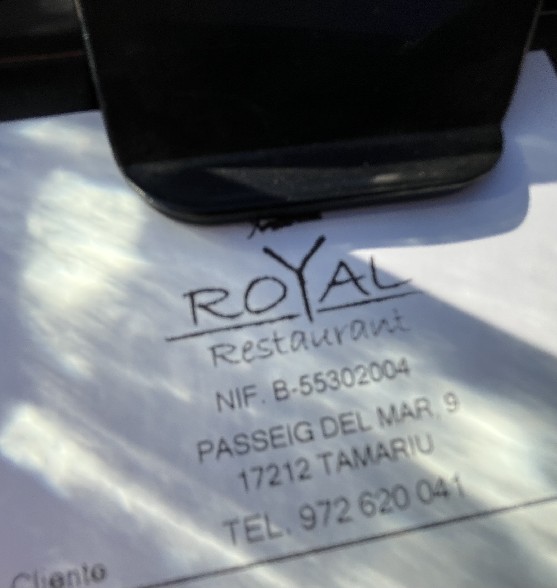 ROYAL
Restaurant
NIF. B-55302004
PASSEIG DEL MAR, 9
17212 TAMARIU
TEL. 972 620 041
Cliente